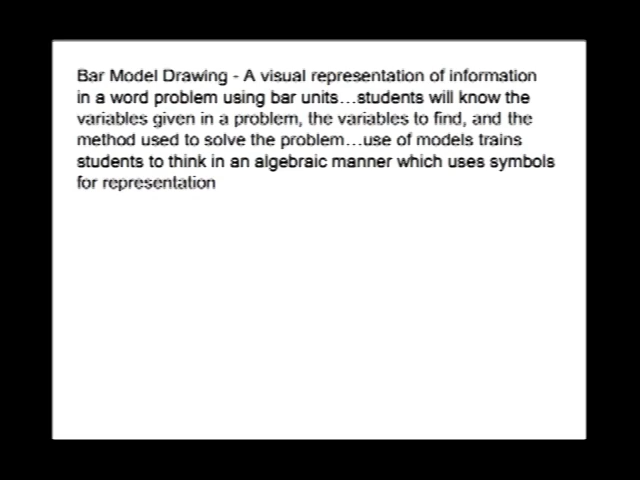 Bar Model Drawing - A visual representation of information
in a word problem using bar units…students will know the
variables given in a problem, the variables to find, and the
method used to solve the problem…use of models trains
students to think in an algebraic manner which uses symbols
for representation